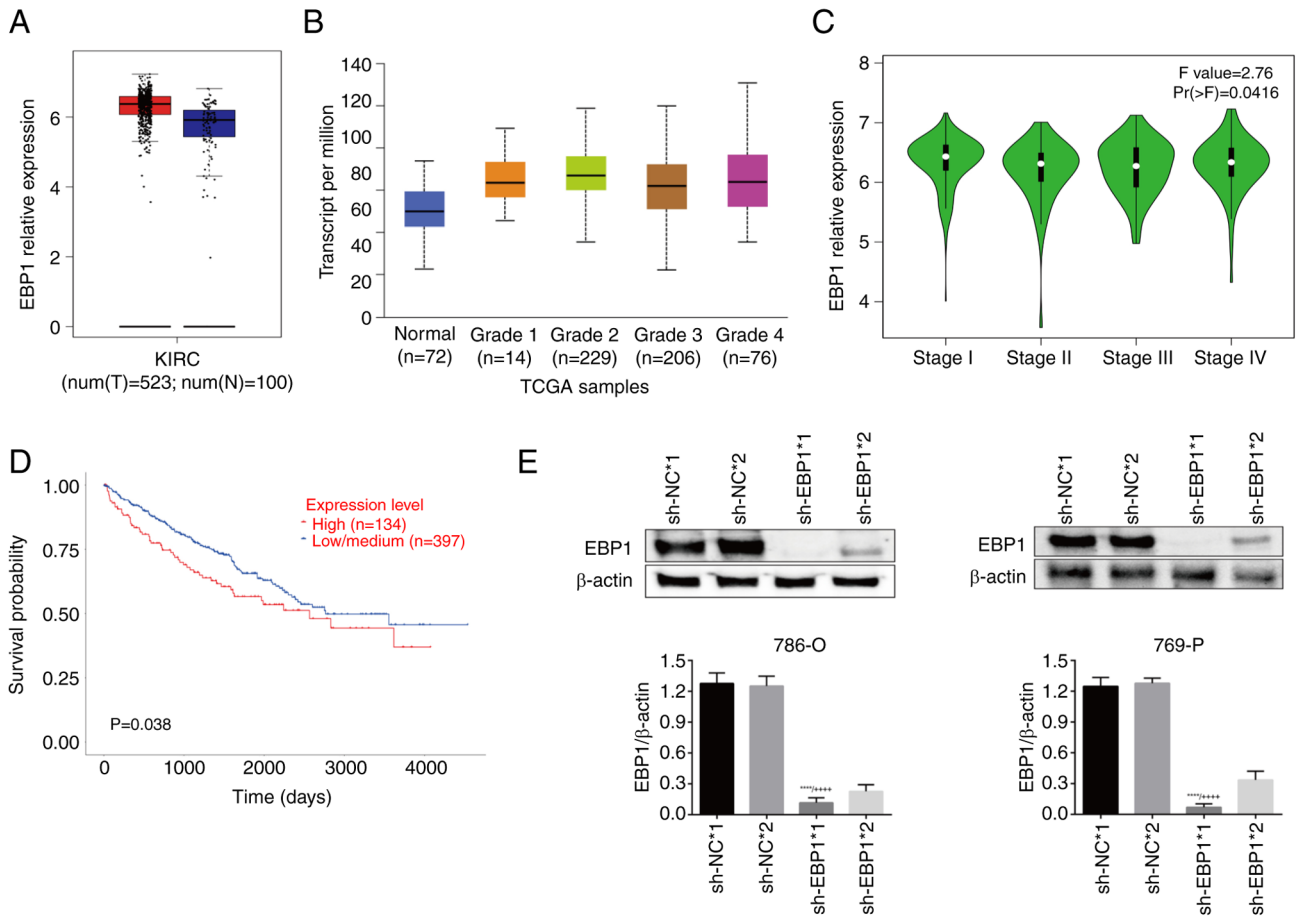 A
EBP1 relative expression
6
4
2
0
KIRC
(num(T)=523; num(N)=100)
B
Transcript per million
140
120
100
80
60
40
20
0
Normal
(n=72)
Grade 1
(n=14)
Grade 2
(n=229)
Grade 3
(n=206)
Grade 4
(n=76)
TCGA samples
C
EBP1 relative expression
8
7
6
5
4
F value=2.76
Pr(>F)=0.0416
Stage I
Stage II
Stage III
Stage IV
D
Survival probability
1.00
0.75
0.50
0.25
0.00
Expression level
High (n=134)
Low/medium (n=397)
P=0.038
0
1000
2000
3000
4000
Time (days)
E
sh-NC*1
sh-NC*2
sh-EBP1*1
sh-EBP1*2
EBP1
β-actin
sh-NC*1
sh-NC*2
sh-EBP1*1
sh-EBP1*2
EBP1
β-actin
786-O
EBP1/β-actin
1.5
1.2
0.9
0.6
0.3
0.0
****/++++
sh-NC*1
sh-NC*2
sh-EBP1*1
sh-EBP1*2
769-P
EBP1/β-actin
1.5
1.2
0.9
0.6
0.3
0.0
****/++++
sh-NC*1
sh-NC*2
sh-EBP1*1
sh-EBP1*2